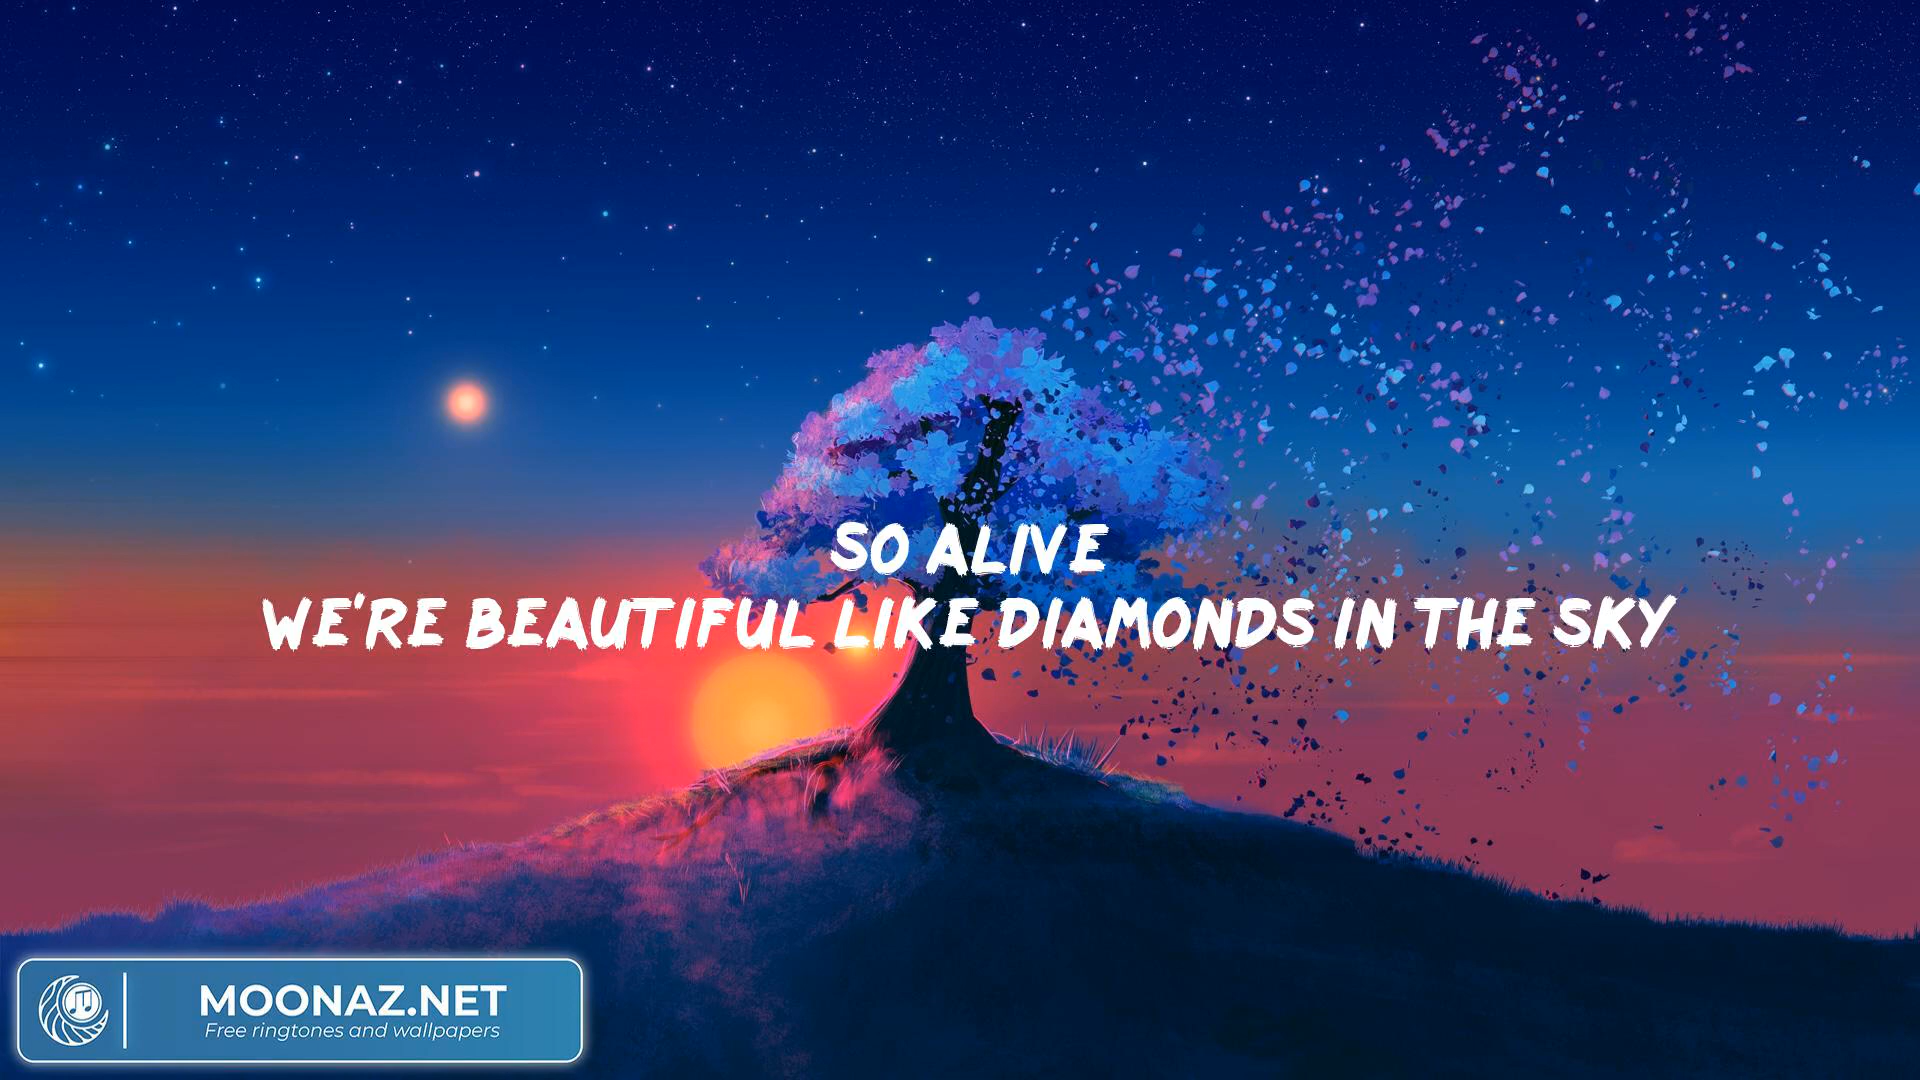 SO ALIVE
WE'RE BEAUTIFUL LIKE DIAMONDS IN THE SKY
MOONAZ.NET
Free ringtones and wallpapers